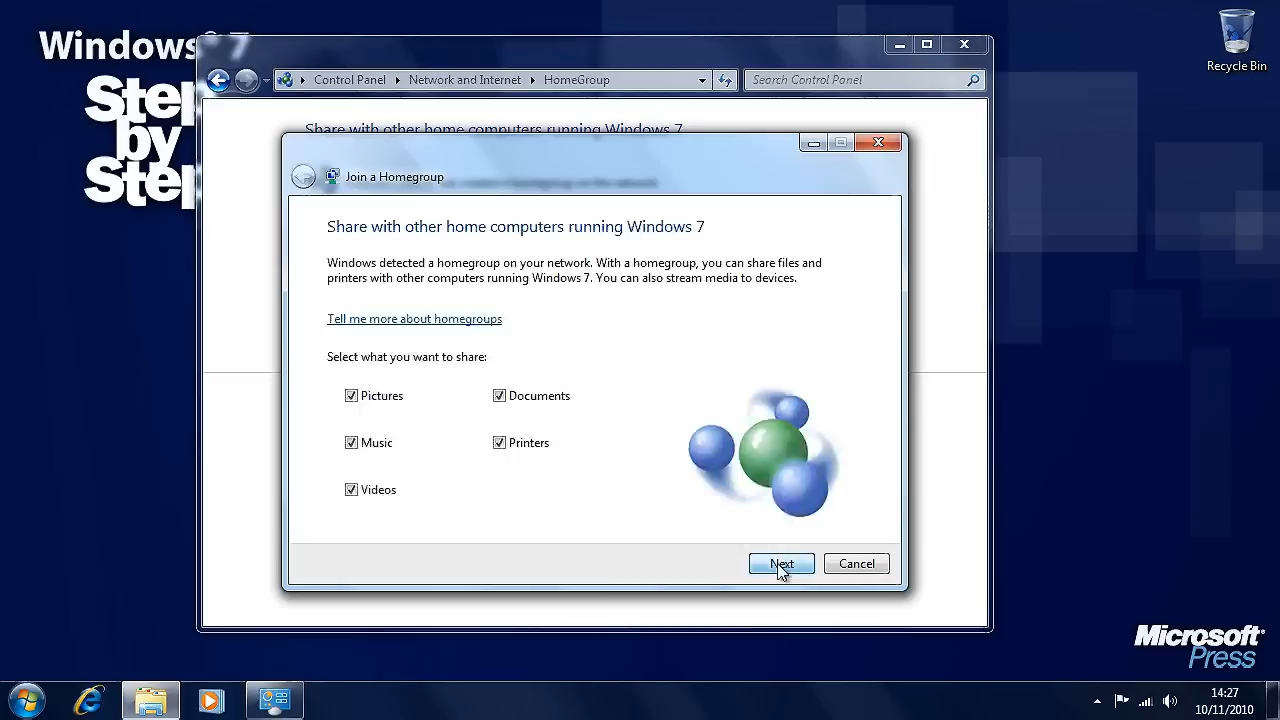 Windows 7
Step
by
Step
Recycle Bin
Control Panel
Network and Internet
HomeGroup
Search Control Panel
Share with other home computers running Windows 7
Join a Homegroup
Share with other home computers running Windows 7
Windows detected a homegroup on your network. With a homegroup, you can share files and
printers with other computers running Windows 7. You can also stream media to devices.
Tell me more about homegroups
Select what you want to share:
Pictures
Documents
Music
Printers
Videos
Next
Cancel
Microsoft
Press
14:27
10/11/2010